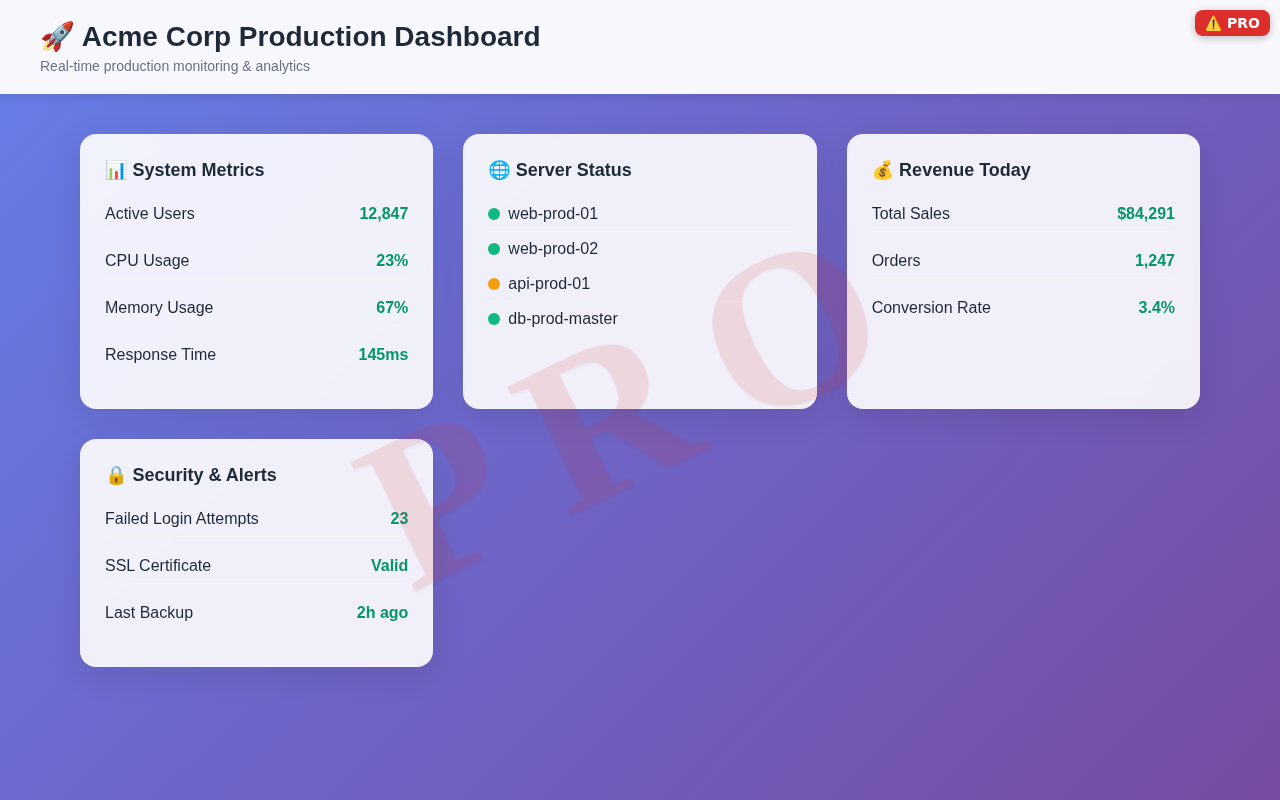 🚀 Acme Corp Production Dashboard
Real-time production monitoring & analytics
⚠️ PRO
📊 System Metrics
Active Users 12,847
CPU Usage 23%
Memory Usage 67%
Response Time 145ms
🌐 Server Status
web-prod-01
web-prod-02
api-prod-01
db-prod-master
💰 Revenue Today
Total Sales $84,291
Orders 1,247
Conversion Rate 3.4%
🔒 Security & Alerts
Failed Login Attempts 23
SSL Certificate Valid
Last Backup 2h ago
PRO